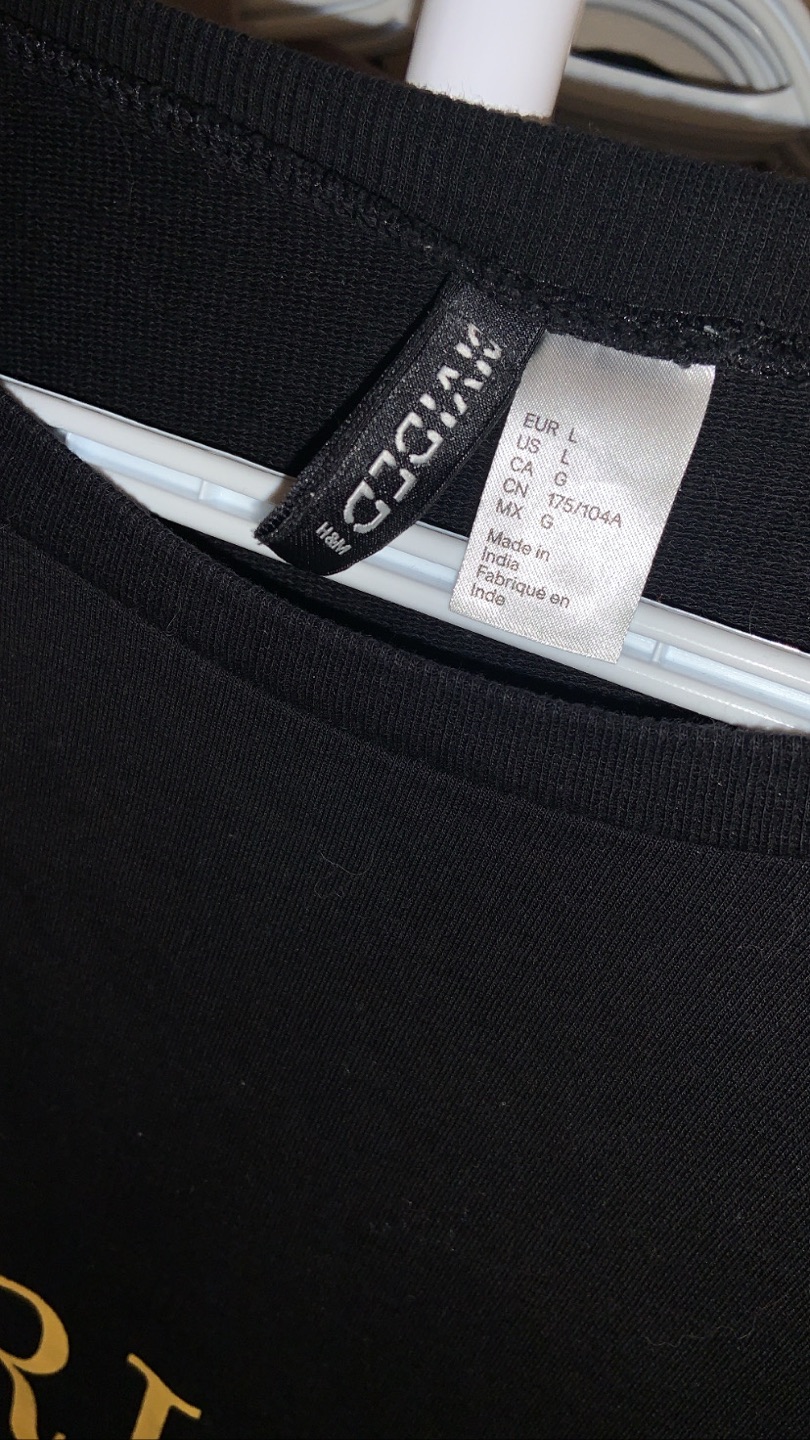 DIVIDED
H&M
EUR L
US L
CA G
CN 175/104A
MX G
Made in
India
Fabriqué en
Inde